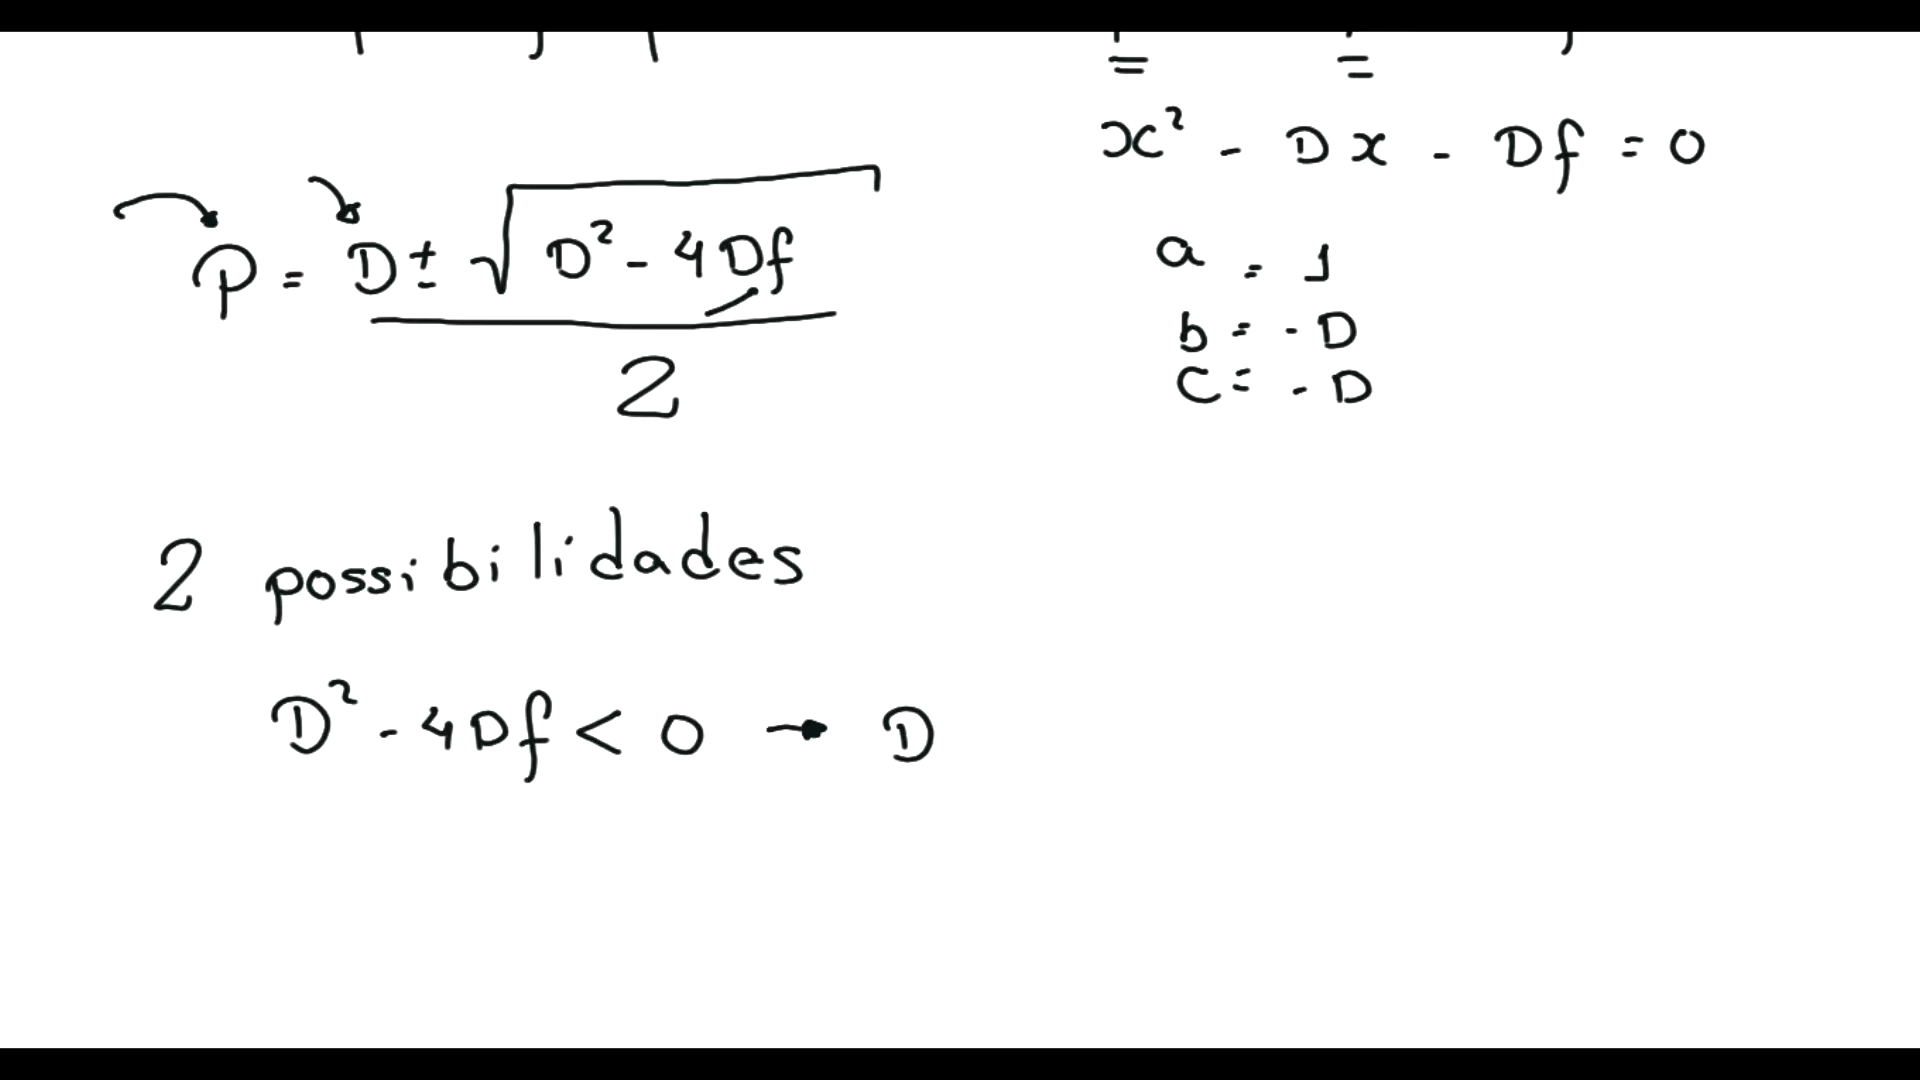 x² - Dx - Df = 0
P = D ± √(D² - 4Df) / 2
a = 1
b = - D
c = - D
2 possibilidades
D² - 4Df < 0 → D